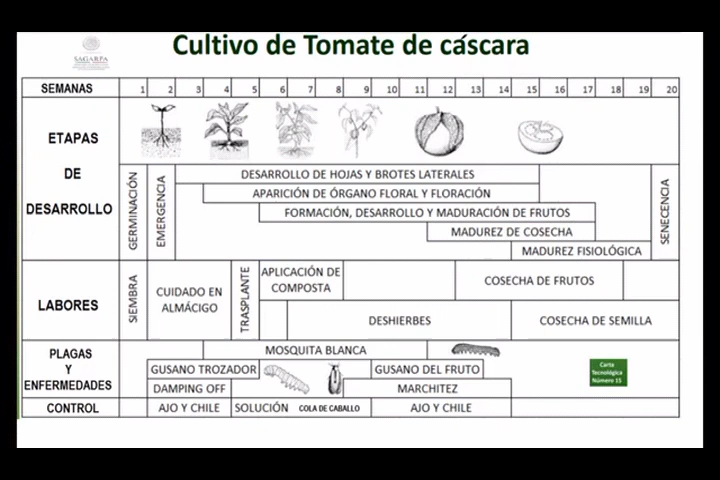 Cultivo de Tomate de cáscara
SAGARPA
SEMANAS 1 2 3 4 5 6 7 8 9 10 11 12 13 14 15 16 17 18 19 20
ETAPAS
DE
DESARROLLO
GERMINACIÓN
EMERGENCIA
DESARROLLO DE HOJAS Y BROTES LATERALES
APARICIÓN DE ÓRGANO FLORAL Y FLORACIÓN
FORMACIÓN, DESARROLLO Y MADURACIÓN DE FRUTOS
MADUREZ DE COSECHA
MADUREZ FISIOLÓGICA
SENECENCIA
LABORES
SIEMBRA
CUIDADO EN
ALMÁCIGO
TRASPLANTE
APLICACIÓN DE
COMPOSTA
DESHIERBES
COSECHA DE FRUTOS
COSECHA DE SEMILLA
PLAGAS
Y
ENFERMEDADES
MOSQUITA BLANCA
GUSANO TROZADOR
GUSANO DEL FRUTO
DAMPING OFF
MARCHITEZ
Carta
Tecnológica
Número 15
CONTROL
AJO Y CHILE
SOLUCIÓN
COLA DE CABALLO
AJO Y CHILE